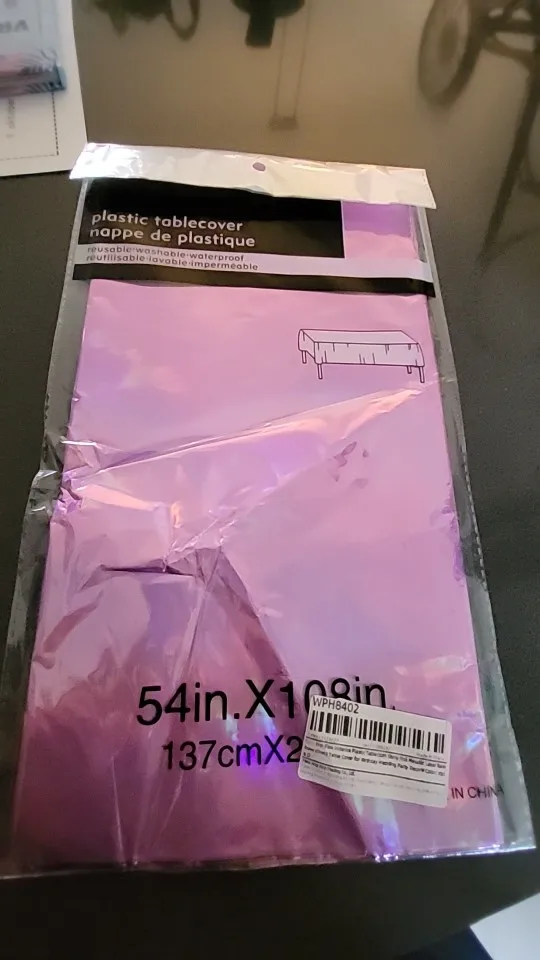 plastic tablecover
nappe de plastique
reusable·washable·waterproof
réutilisable·lavable·imperméable
54in.X108in.
137cmX2
WPH8402
IN CHINA